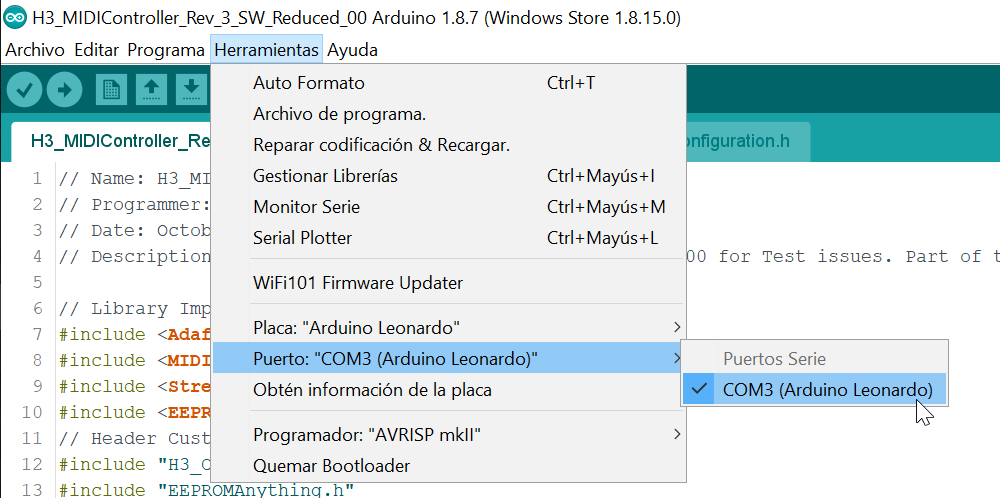 H3_MIDIController_Rev_3_SW_Reduced_00 Arduino 1.8.7 (Windows Store 1.8.15.0)
Archivo Editar Programa Herramientas Ayuda
Auto Formato Ctrl+T
Archivo de programa.
Reparar codificación & Recargar.
Gestionar Librerías Ctrl+Mayús+I
Monitor Serie Ctrl+Mayús+M
Serial Plotter Ctrl+Mayús+L
WiFi101 Firmware Updater
Placa: "Arduino Leonardo"
Puerto: "COM3 (Arduino Leonardo)"
Obtén información de la placa
Programador: "AVRISP mkII"
Quemar Bootloader
Puertos Serie
COM3 (Arduino Leonardo)
H3_MIDIController_Re
onfiguration.h
1 // Name: H3_MI
2 // Programmer:
3 // Date: Octob
4 // Description 00 for Test issues. Part of t
5
6 // Library Imp
7 #include <Adaf
8 #include <MIDI
9 #include <Stre
10 #include <EEPR
11 // Header Cust
12 #include "H3_C
13 #include "EEPROMAnything.h"